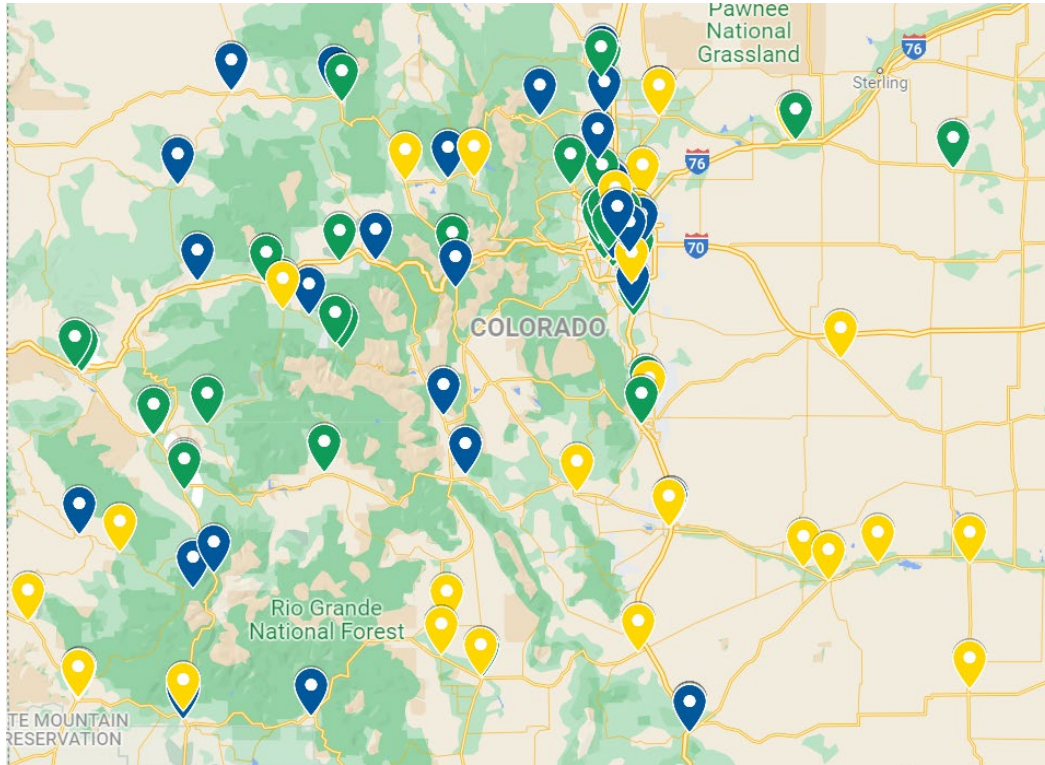 Pawnee
National
Grassland
76
Sterling
76
70
COLORADO
Rio Grande
National Forest
TE MOUNTAIN
RESERVATION